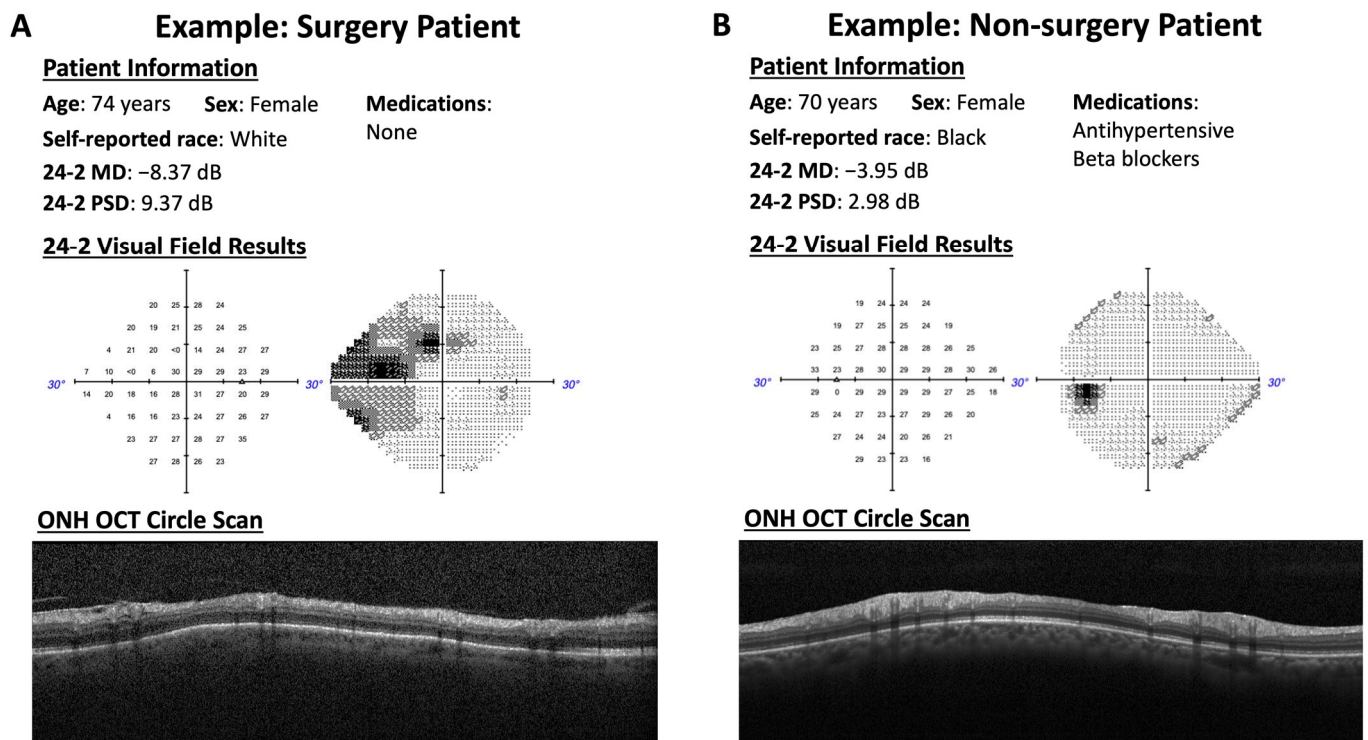 A Example: Surgery Patient
Patient Information
Age: 74 years Sex: Female Medications:
None
Self-reported race: White
24-2 MD: −8.37 dB
24-2 PSD: 9.37 dB
24-2 Visual Field Results
20 25 28 24
20 19 21 25 24 25
4 21 20 <0 14 24 27 27
7 10 <0 6 30 29 29 23 29
30° 30° 30°
14 20 18 16 28 31 27 20 29
4 16 16 23 24 27 26 27
23 27 27 28 27 35
27 28 26 23
ONH OCT Circle Scan
B Example: Non-surgery Patient
Patient Information
Age: 70 years Sex: Female Medications:
Antihypertensive
Self-reported race: Black
Beta blockers
24-2 MD: −3.95 dB
24-2 PSD: 2.98 dB
24-2 Visual Field Results
19 24 24 24
19 27 25 25 24 19
23 25 27 28 28 28 26 25
33 23 28 30 29 29 28 30 26
30° 30° 30°
29 0 29 29 29 29 27 25 18
25 24 27 23 27 29 26 20
27 24 24 20 26 21
29 23 23 16
ONH OCT Circle Scan